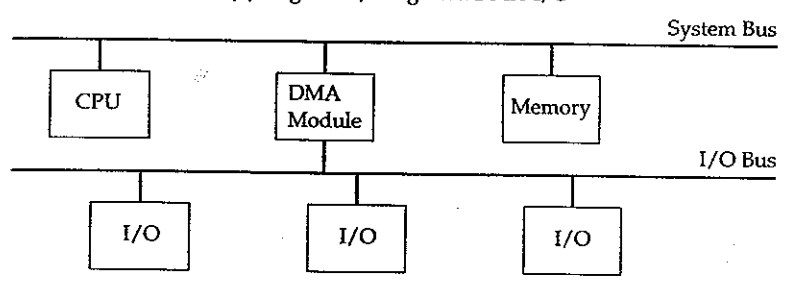 System Bus
CPU
DMA
Module
Memory
I/O Bus
I/O
I/O
I/O